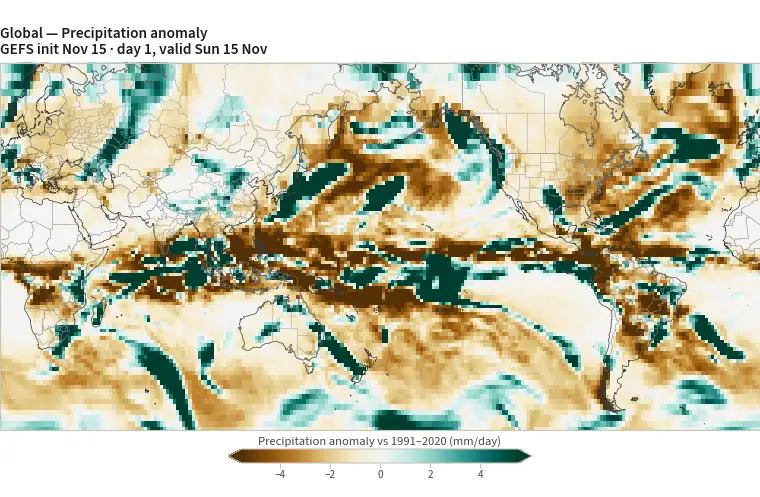 Global — Precipitation anomaly
GEFS init Nov 15 · day 1, valid Sun 15 Nov
Precipitation anomaly vs 1991–2020 (mm/day)
−4 −2 0 2 4